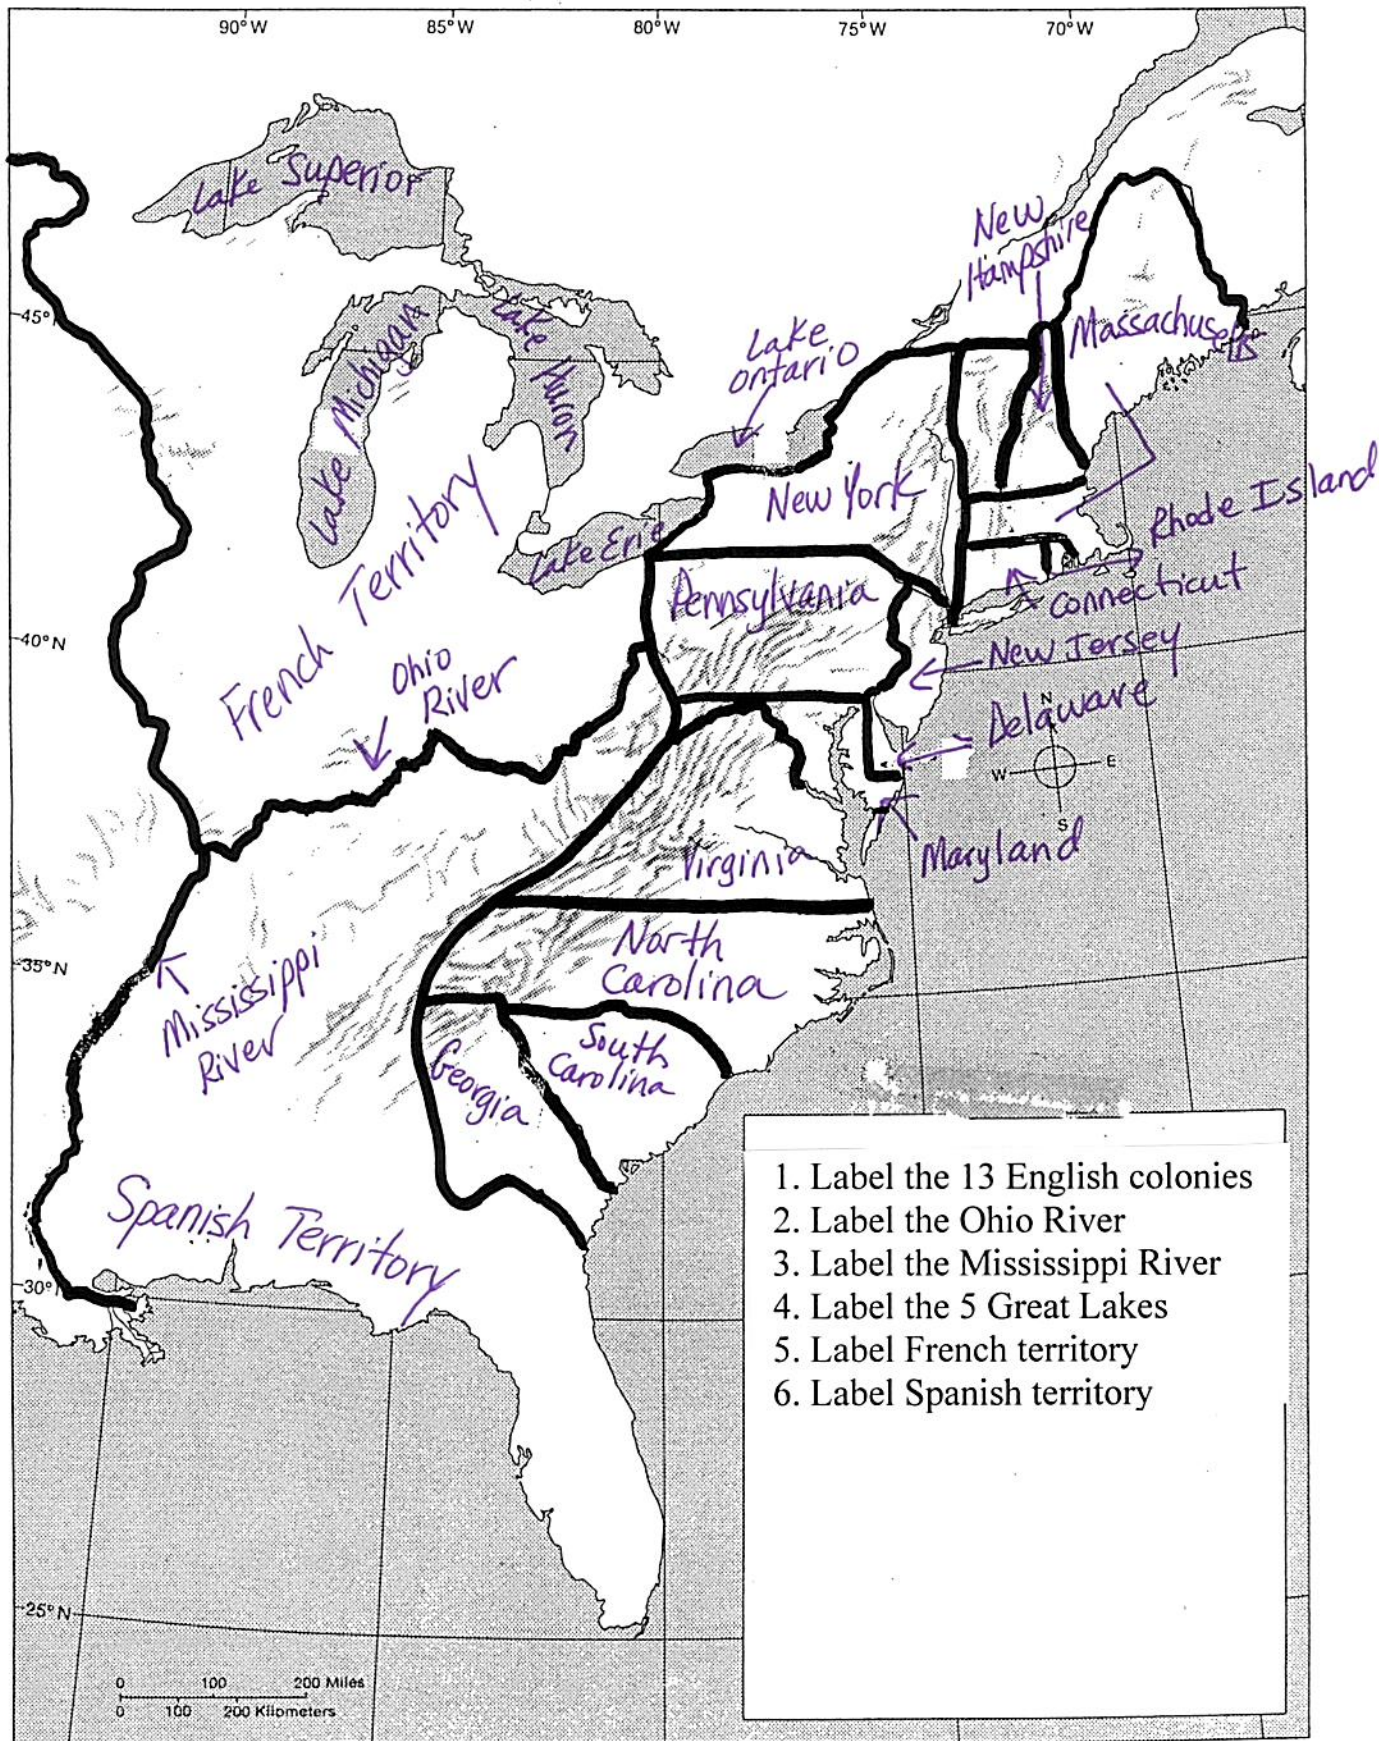 90°W 85°W 80°W 75°W 70°W
Lake Superior
New
Hampshire
45°
Lake Michigan
Lake
Huron
Lake
Ontario
Massachusetts
New York
Rhode Island
Lake Erie
French Territory
Pennsylvania
Connecticut
40°N
New Jersey
Ohio
River
Delaware
N
W E
S
Maryland
Virginia
35°N
North
Carolina
Mississippi
River
South
Carolina
Georgia
Spanish Territory
30°
1. Label the 13 English colonies
2. Label the Ohio River
3. Label the Mississippi River
4. Label the 5 Great Lakes
5. Label French territory
6. Label Spanish territory
25°N
0 100 200 Miles
0 100 200 Kilometers